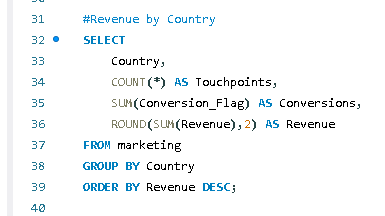 31 #Revenue by Country
32 SELECT
33 Country,
34 COUNT(*) AS Touchpoints,
35 SUM(Conversion_Flag) AS Conversions,
36 ROUND(SUM(Revenue),2) AS Revenue
37 FROM marketing
38 GROUP BY Country
39 ORDER BY Revenue DESC;
40